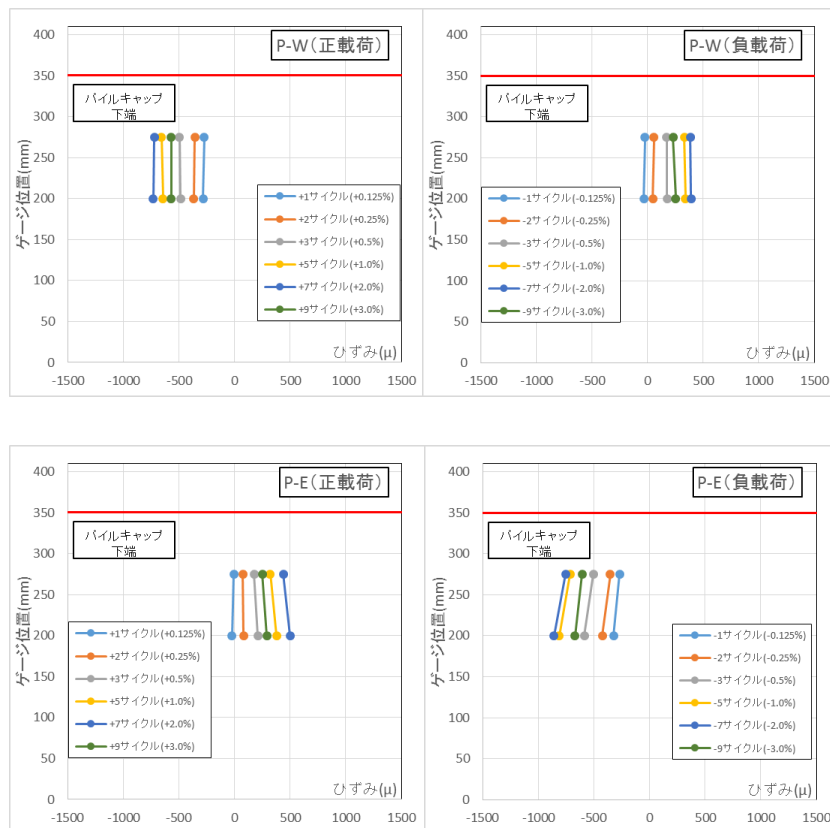 P-W(正載荷)
400
350
300
250
200
150
100
50
0
ゲージ位置(mm)
パイルキャップ
下端
+1サイクル(+0.125%)
+2サイクル(+0.25%)
+3サイクル(+0.5%)
+5サイクル(+1.0%)
+7サイクル(+2.0%)
+9サイクル(+3.0%)
ひずみ(μ)
-1500 -1000 -500 0 500 1000 1500
P-W(負載荷)
400
350
300
250
200
150
100
50
0
ゲージ位置(mm)
パイルキャップ
下端
-1サイクル(-0.125%)
-2サイクル(-0.25%)
-3サイクル(-0.5%)
-5サイクル(-1.0%)
-7サイクル(-2.0%)
-9サイクル(-3.0%)
ひずみ(μ)
-1500 -1000 -500 0 500 1000 1500
P-E(正載荷)
400
350
300
250
200
150
100
50
0
ゲージ位置(mm)
パイルキャップ
下端
+1サイクル(+0.125%)
+2サイクル(+0.25%)
+3サイクル(+0.5%)
+5サイクル(+1.0%)
+7サイクル(+2.0%)
+9サイクル(+3.0%)
ひずみ(μ)
-1500 -1000 -500 0 500 1000 1500
P-E(負載荷)
400
350
300
250
200
150
100
50
0
ゲージ位置(mm)
パイルキャップ
下端
-1サイクル(-0.125%)
-2サイクル(-0.25%)
-3サイクル(-0.5%)
-5サイクル(-1.0%)
-7サイクル(-2.0%)
-9サイクル(-3.0%)
ひずみ(μ)
-1500 -1000 -500 0 500 1000 1500